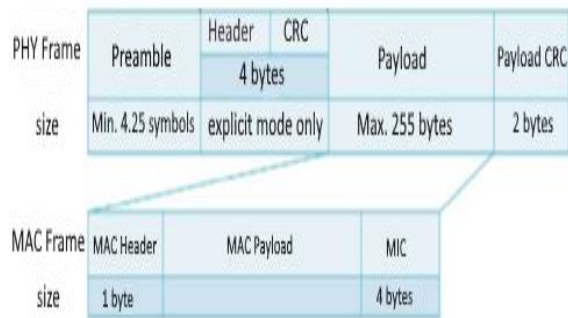 PHY Frame Preamble Header CRC Payload Payload CRC
4 bytes
size Min. 4.25 symbols explicit mode only Max. 255 bytes 2 bytes
MAC Frame MAC Header MAC Payload MIC
size 1 byte 4 bytes